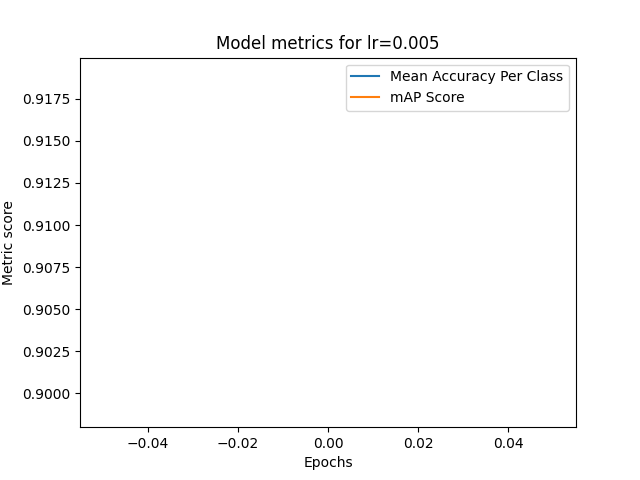 Model metrics for lr=0.005
Mean Accuracy Per Class
mAP Score
0.9175
0.9150
0.9125
0.9100
0.9075
0.9050
0.9025
0.9000
Metric score
−0.04 −0.02 0.00 0.02 0.04
Epochs